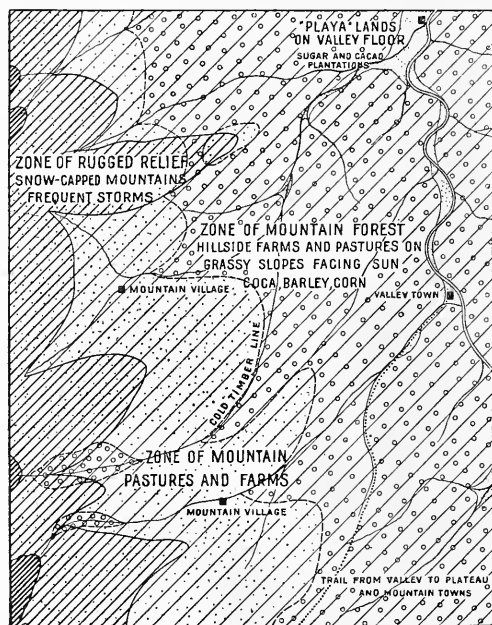 "PLAYA" LANDS
ON VALLEY FLOOR
SUGAR AND CACAO
PLANTATIONS
ZONE OF RUGGED RELIEF
SNOW-CAPPED MOUNTAINS
FREQUENT STORMS
ZONE OF MOUNTAIN FOREST
HILLSIDE FARMS AND PASTURES ON
GRASSY SLOPES FACING SUN
COCA, BARLEY, CORN
MOUNTAIN VILLAGE
VALLEY TOWN
COLD TIMBER LINE
ZONE OF MOUNTAIN
PASTURES AND FARMS
MOUNTAIN VILLAGE
TRAIL FROM VALLEY TO PLATEAU
AND MOUNTAIN TOWNS